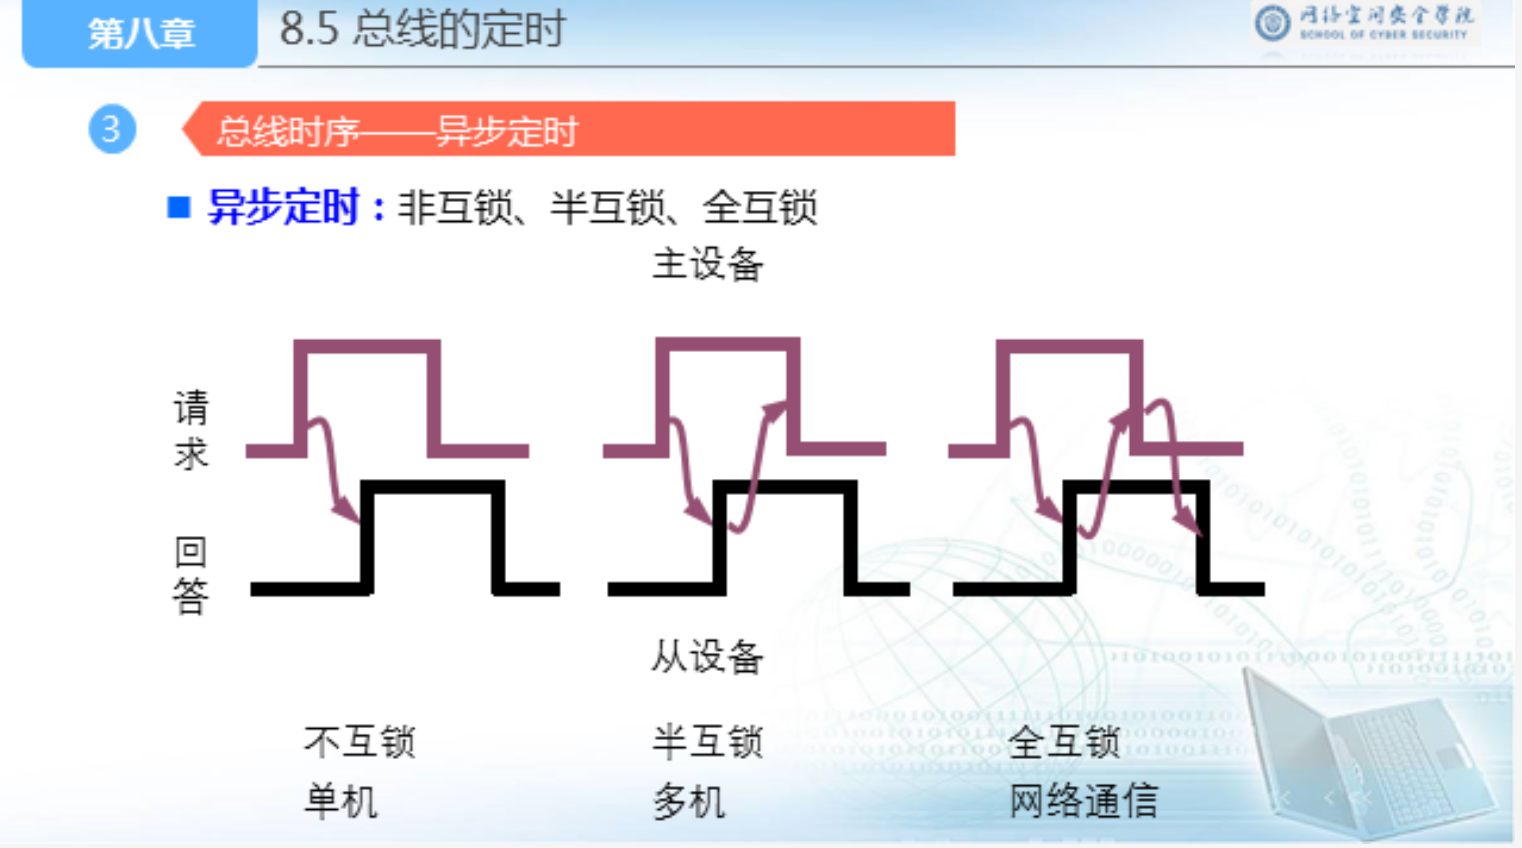 第八章
8.5 总线的定时
网络空间安全学院
SCHOOL OF CYBER SECURITY
3
总线时序——异步定时
异步定时：非互锁、半互锁、全互锁
主设备
请求
回答
从设备
不互锁 半互锁 全互锁
单机 多机 网络通信